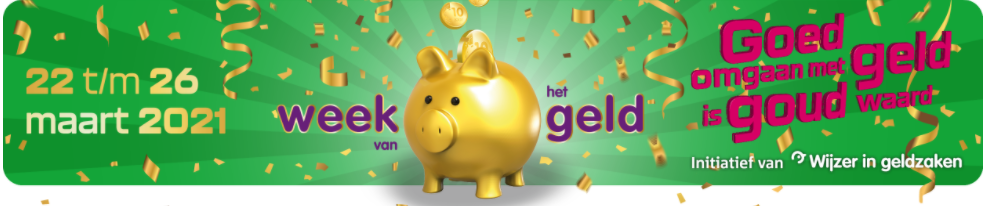 22 t/m 26
maart 2021
10
week
van
het
geld
Goed
omgaan met geld
is goud waard
Initiatief van Wijzer in geldzaken